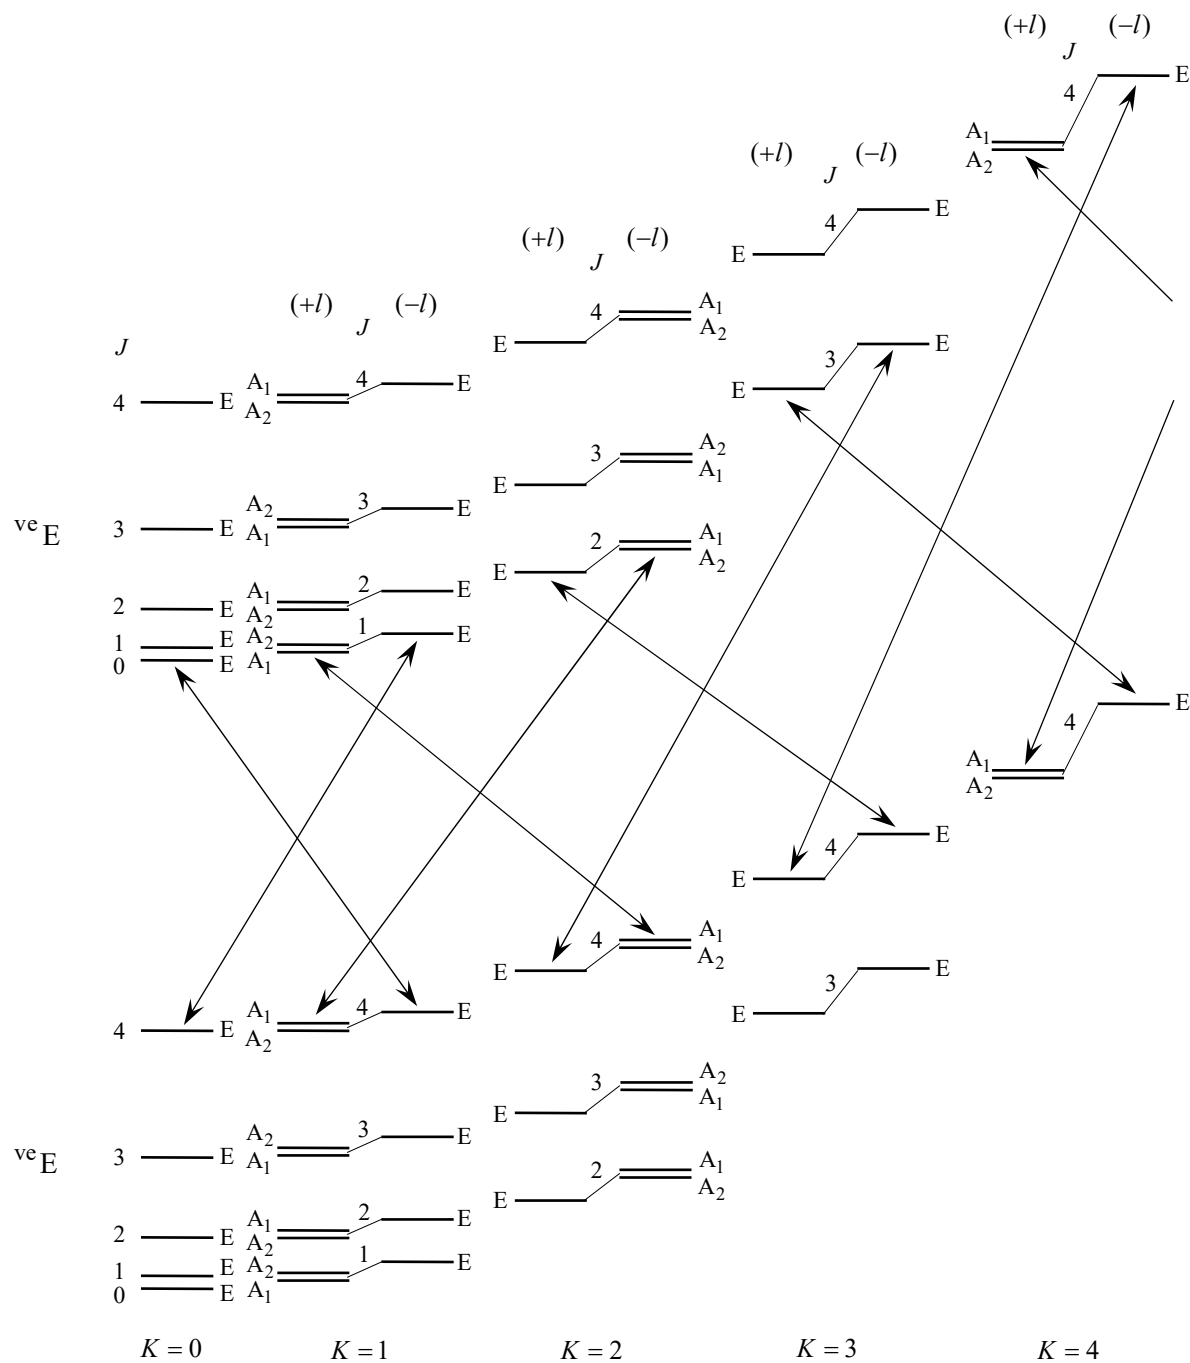 (+l) (−l)
J
4 E
A₁
A₂
(+l) J (−l)
4 E
E
(+l) J (−l)
4 A₁
E A₂
3 E
E
(+l) J (−l)
J
4 E A₁ 4 E
A₂
3 A₂
E A₁
veE
3 E A₂ 3 E
A₁
2 A₁
E A₂
2 E A₁ 2 E
A₂
1 E A₂ 1 E
0 E A₁
4 E
A₁
A₂
4 E
E
4 A₁
E A₂
3 E
E
4 E A₁ 4 E
A₂
3 A₂
E A₁
veE
3 E A₂ 3 E
A₁
2 A₁
E A₂
2 E A₁ 2 E
A₂
1 E A₂ 1 E
0 E A₁
K = 0 K = 1 K = 2 K = 3 K = 4